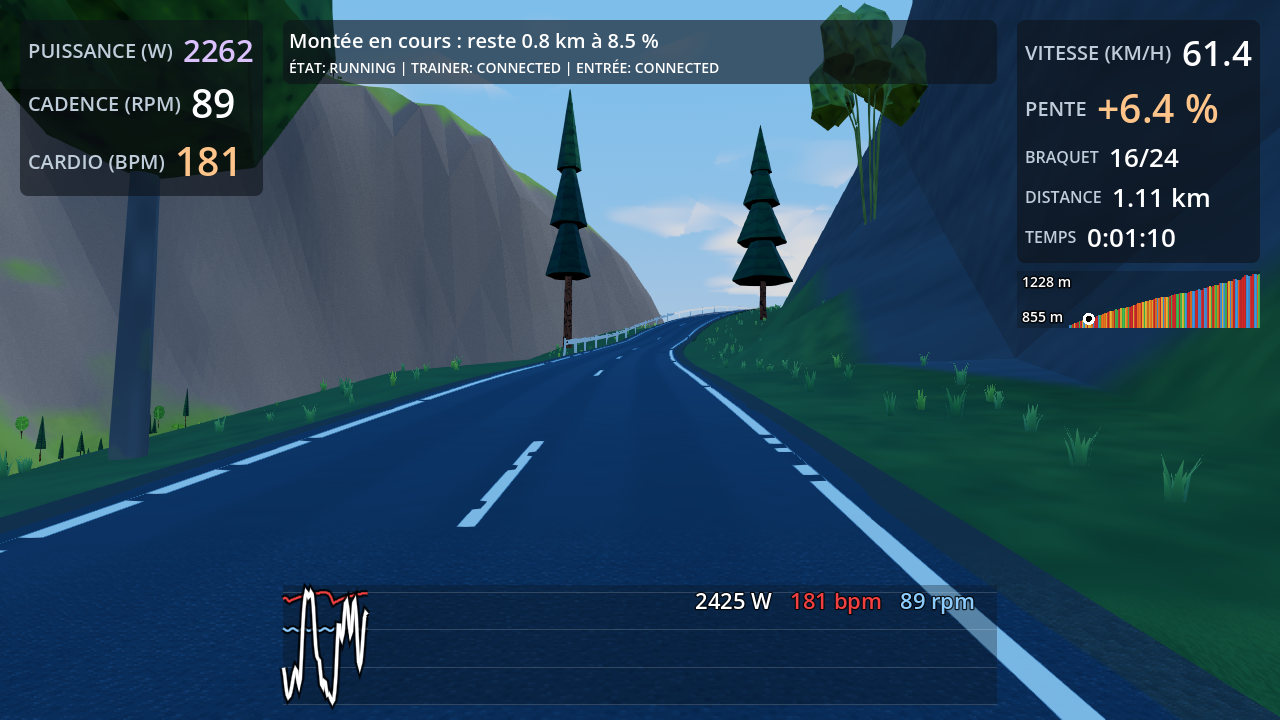 PUISSANCE (W) 2262
CADENCE (RPM) 89
CARDIO (BPM) 181
Montée en cours : reste 0.8 km à 8.5 %
ÉTAT: RUNNING | TRAINER: CONNECTED | ENTRÉE: CONNECTED
VITESSE (KM/H) 61.4
PENTE +6.4 %
BRAQUET 16/24
DISTANCE 1.11 km
TEMPS 0:01:10
1228 m
855 m
2425 W 181 bpm 89 rpm